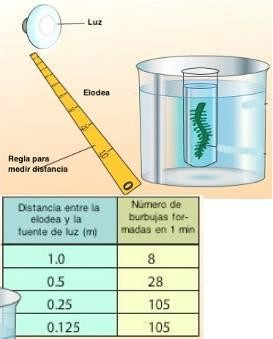 Luz
Elodea
Regla para
medir distancia
0
Distancia entre la
elodea y la
fuente de luz (m)
Número de
burbujas for-
madas en 1 min
1.0 8
0.5 28
0.25 105
0.125 105